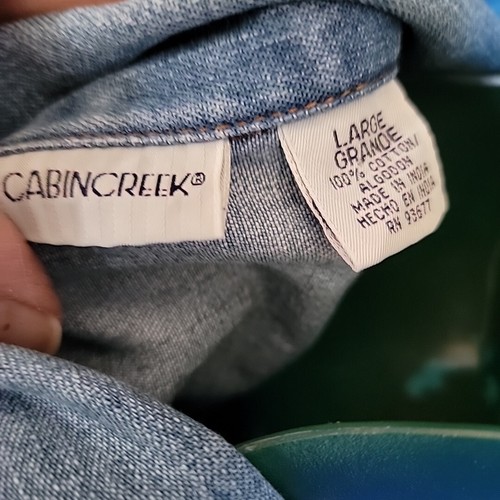 CABINCREEK®
LARGE
GRANDE
100% COTTON/
ALGODON
MADE IN INDIA
HECHO EN INDIA
RN 93677